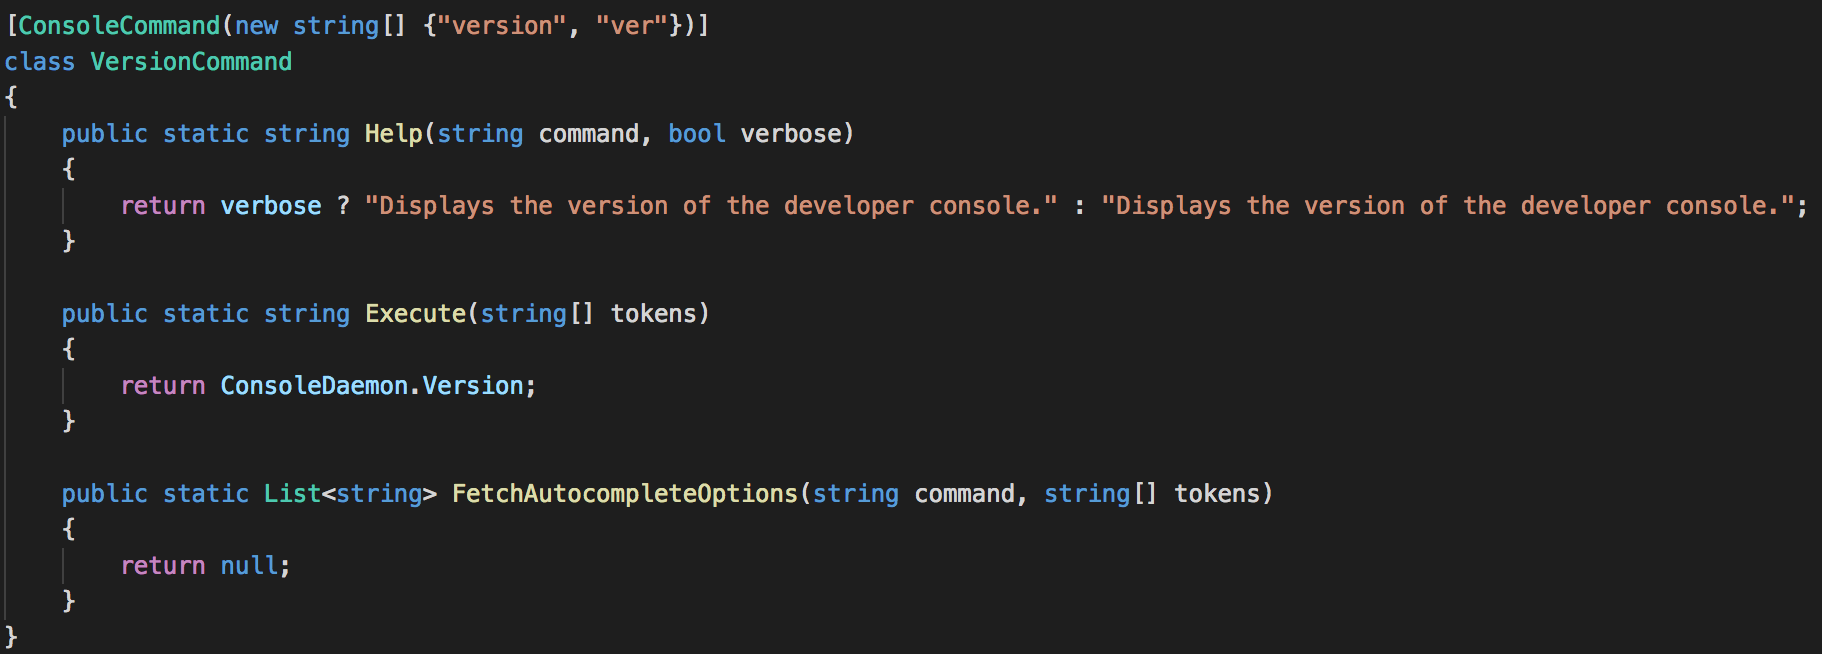 [ConsoleCommand(new string[] {"version", "ver"})]
class VersionCommand
{
    public static string Help(string command, bool verbose)
    {
        return verbose ? "Displays the version of the developer console." : "Displays the version of the developer console.";
    }

    public static string Execute(string[] tokens)
    {
        return ConsoleDaemon.Version;
    }

    public static List<string> FetchAutocompleteOptions(string command, string[] tokens)
    {
        return null;
    }
}